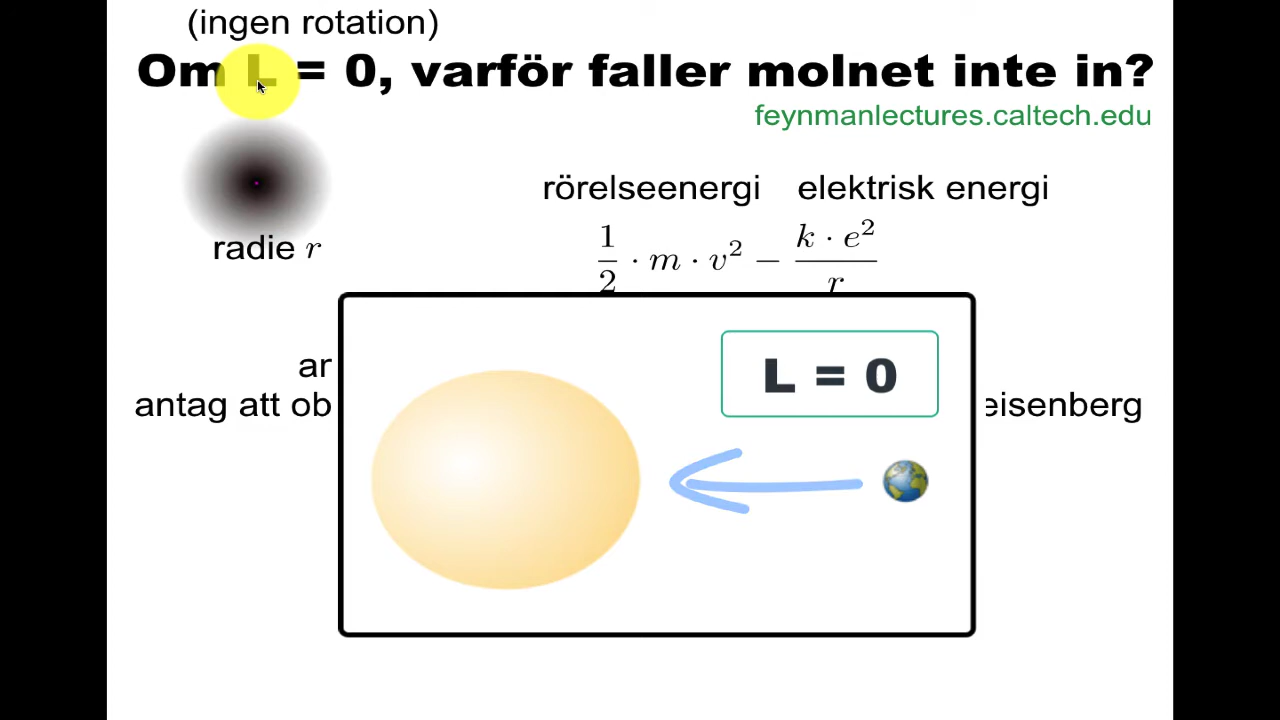 (ingen rotation)
Om L = 0, varför faller molnet inte in?
feynmanlectures.caltech.edu
rörelseenergi elektrisk energi
radie r
1/2 · m · v² − k · e²/r
L = 0
ar
antag att ob
eisenberg